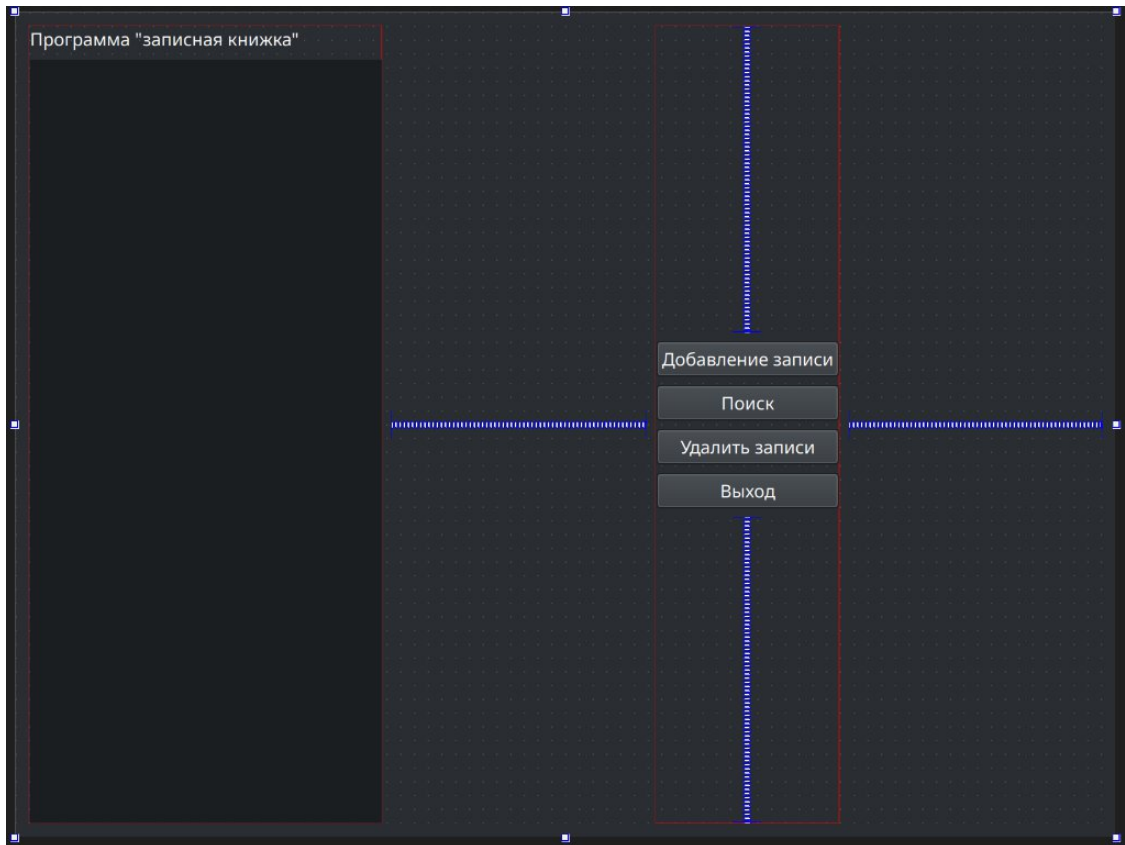 Программа "записная книжка"
Добавление записи
Поиск
Удалить записи
Выход